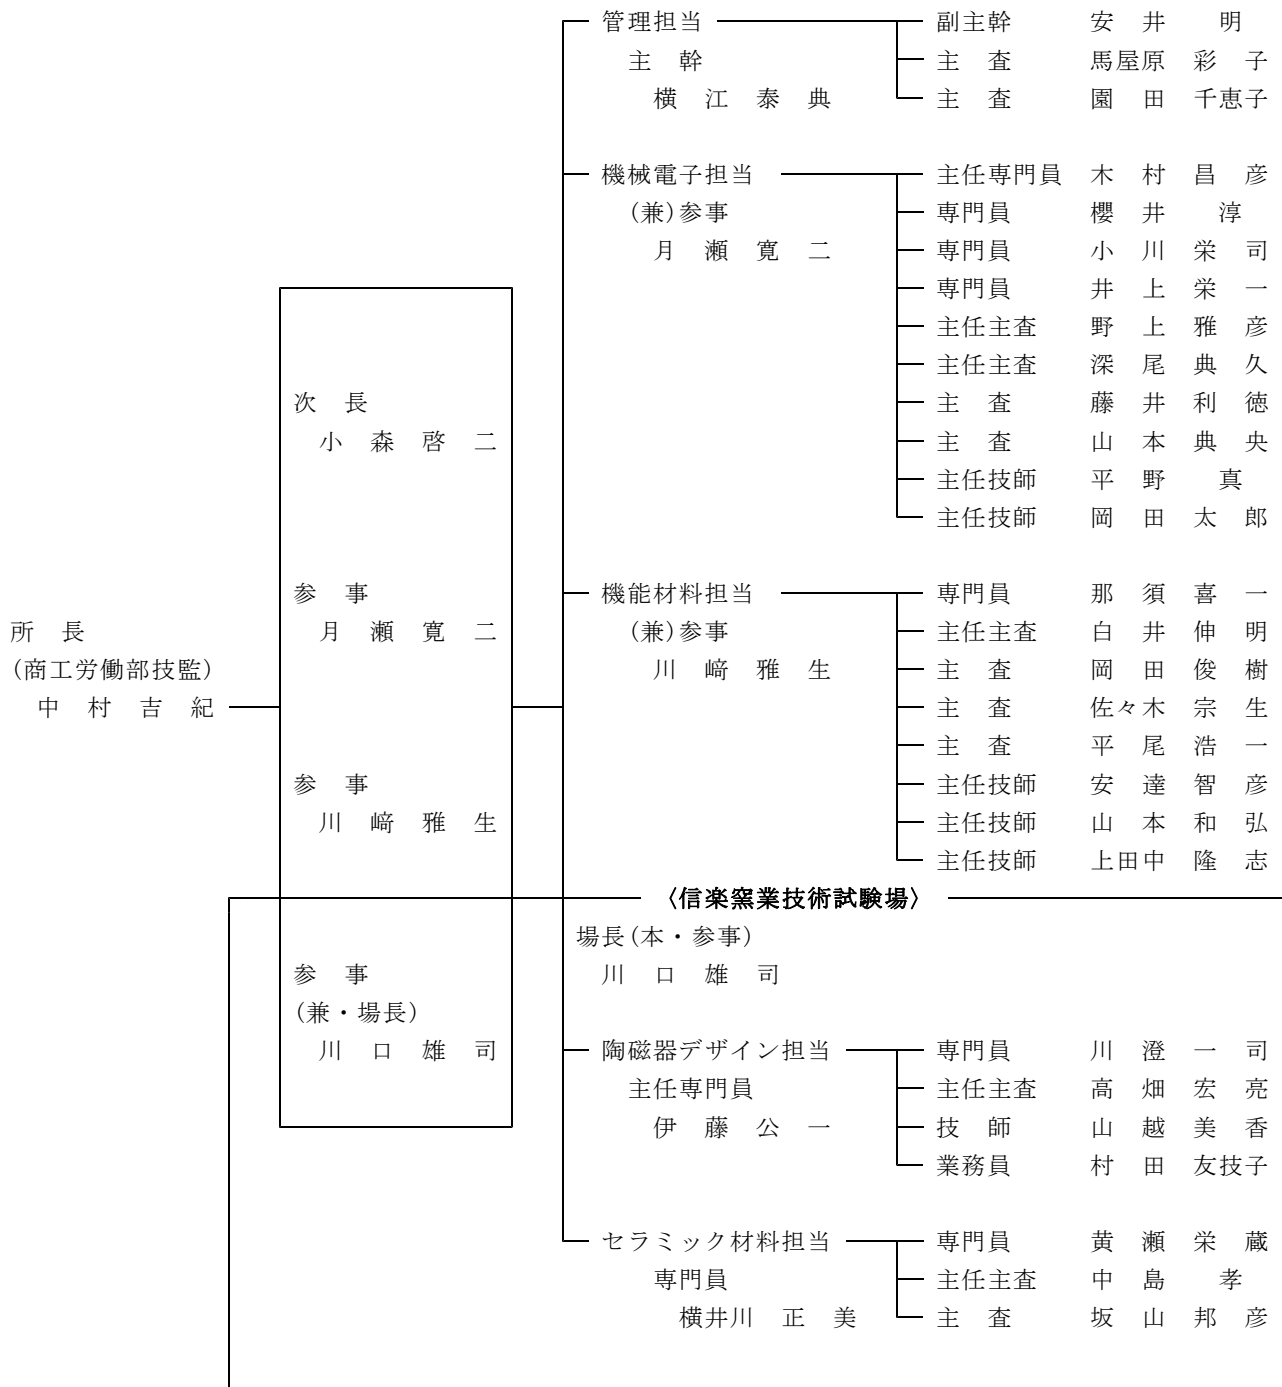 所　長
(商工労働部技監)
中　村　吉　紀
次　長
小　森　啓　二
参　事
月　瀬　寛　二
参　事
川　﨑　雅　生
参　事
(兼・場長)
川　口　雄　司
管理担当
主　幹
横　江　泰　典
副主幹　安　井　　明
主　査　馬屋原　彩　子
主　査　園　田　千恵子
機械電子担当
(兼)参事
月　瀬　寛　二
主任専門員　木　村　昌　彦
専門員　櫻　井　　淳
専門員　小　川　栄　司
専門員　井　上　栄　一
主任主査　野　上　雅　彦
主任主査　深　尾　典　久
主　査　藤　井　利　徳
主　査　山　本　典　央
主任技師　平　野　　真
主任技師　岡　田　太　郎
機能材料担当
(兼)参事
川　﨑　雅　生
専門員　那　須　喜　一
主任主査　白　井　伸　明
主　査　岡　田　俊　樹
主　査　佐々木　宗　生
主　査　平　尾　浩　一
主任技師　安　達　智　彦
主任技師　山　本　和　弘
主任技師　上田中　隆　志
〈信楽窯業技術試験場〉
場長(本・参事)
川　口　雄　司
陶磁器デザイン担当
主任専門員
伊　藤　公　一
専門員　川　澄　一　司
主任主査　高　畑　宏　亮
技　師　山　越　美　香
業務員　村　田　友技子
セラミック材料担当
専門員
横井川　正　美
専門員　黄　瀬　栄　蔵
主任主査　中　島　　孝
主　査　坂　山　邦　彦